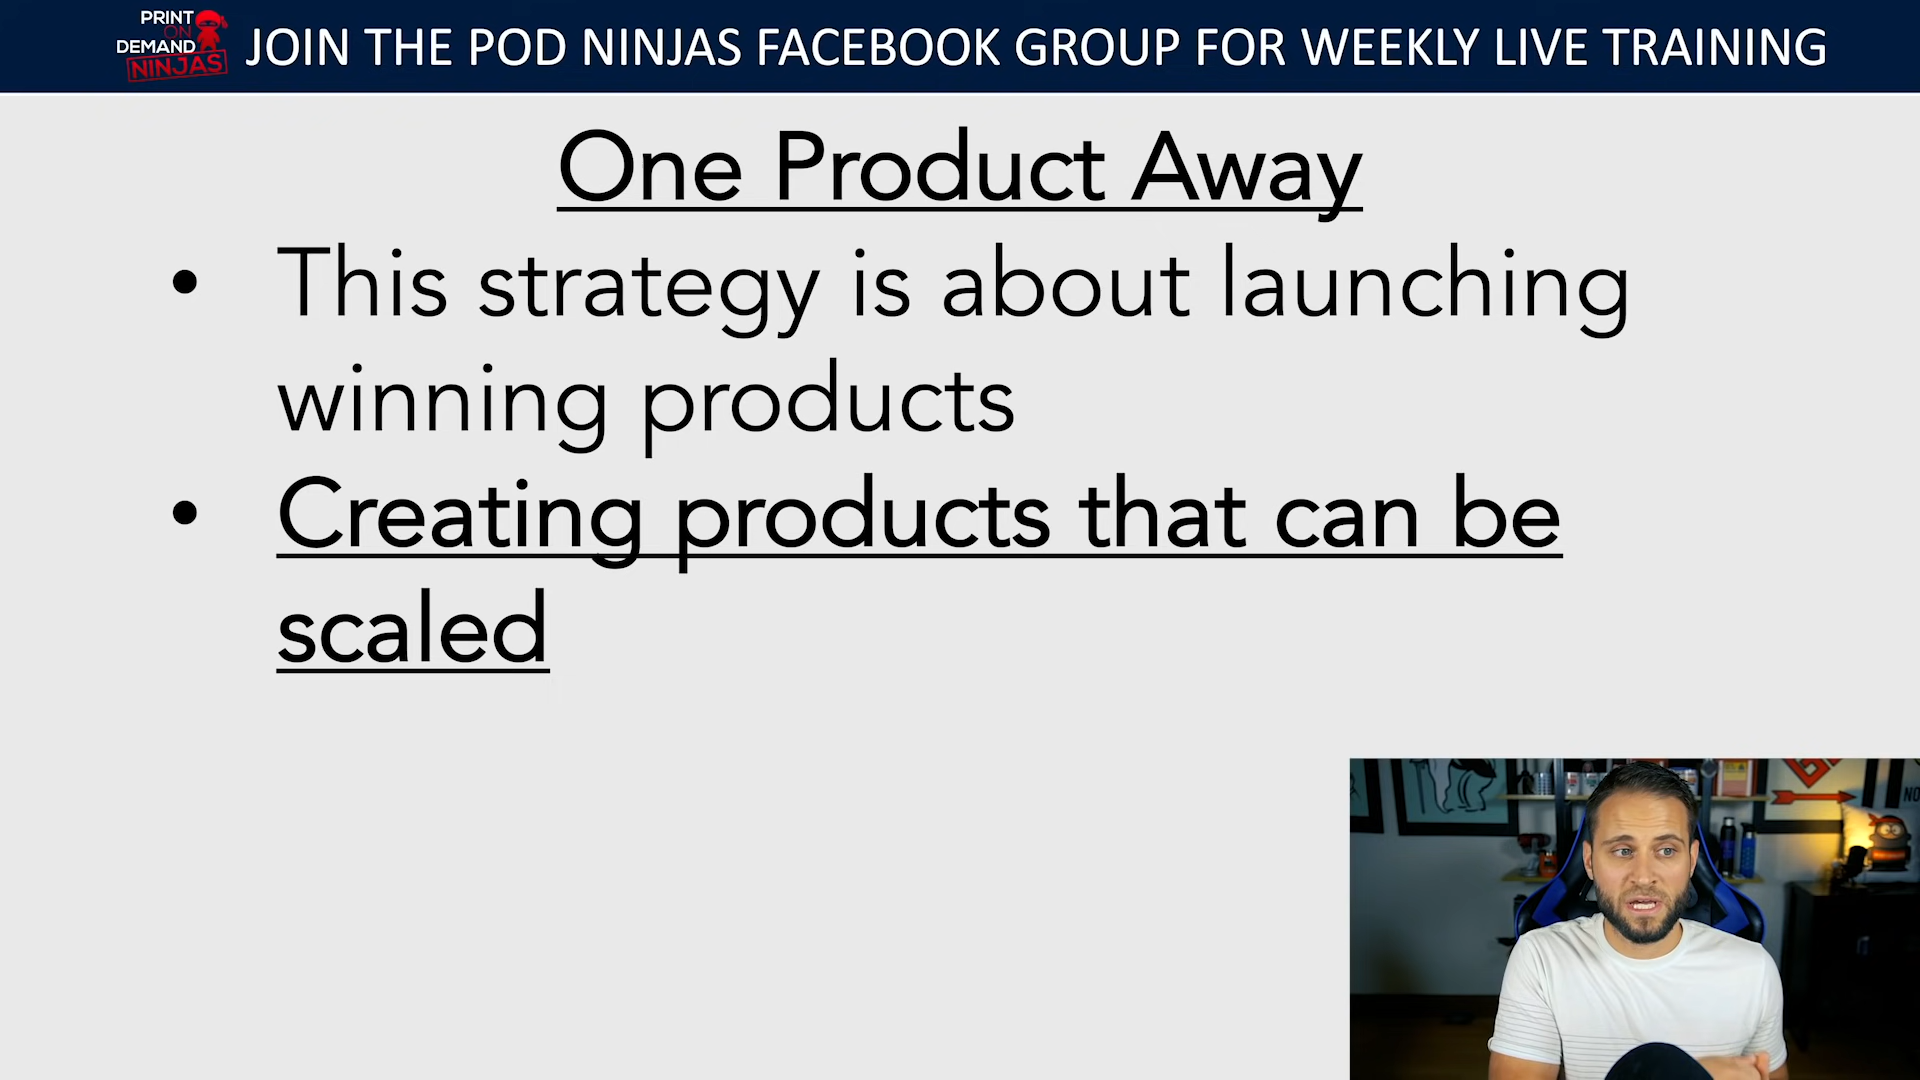 PRINT
ON
DEMAND
NINJAS
JOIN THE POD NINJAS FACEBOOK GROUP FOR WEEKLY LIVE TRAINING
One Product Away
• This strategy is about launching
winning products
• Creating products that can be
scaled
NO